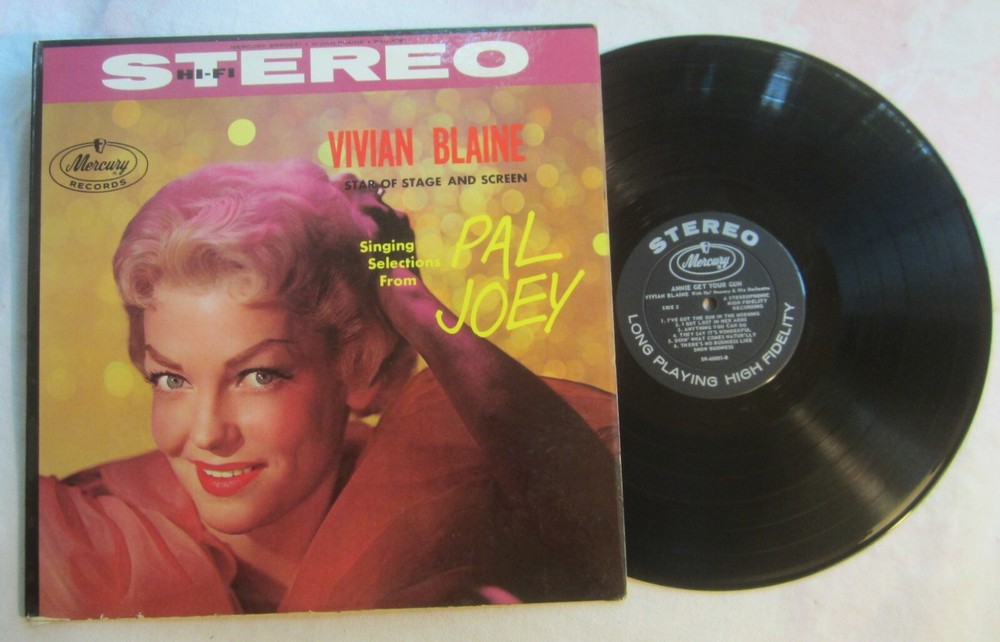 STEREO
HI-FI
Mercury
RECORDS
VIVIAN BLAINE
STAR OF STAGE AND SCREEN
Singing
Selections
From
PAL
JOEY
STEREO
Mercury
ANNIE GET YOUR GUN
VIVIAN BLAINE
SIDE 2
A STEREOPHONIC
HIGH FIDELITY
RECORDING
1. I'VE GOT THE SUN IN THE MORNING
2. I GOT LOST IN HIS ARMS
3. ANYTHING YOU CAN DO
4. THEY SAY IT'S WONDERFUL
5. DOIN' WHAT COMES NATUR'LLY
6. THERE'S NO BUSINESS LIKE
SHOW BUSINESS
LONG PLAYING HIGH FIDELITY